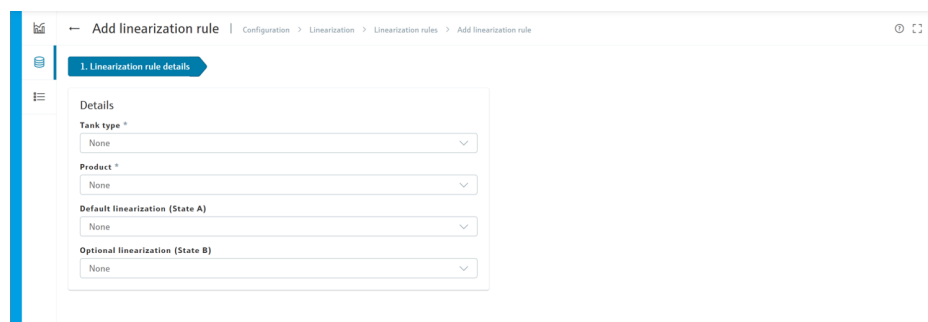 ← Add linearization rule | Configuration > Linearization > Linearization rules > Add linearization rule
1. Linearization rule details
Details
Tank type *
None
Product *
None
Default linearization (State A)
None
Optional linearization (State B)
None